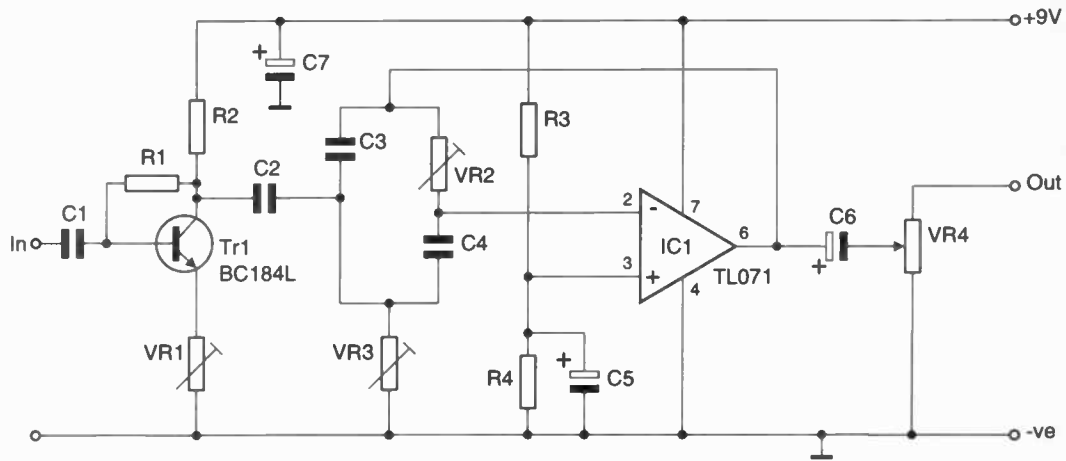 +9V
+
C7
R2
C3
R3
VR2
R1
C2
C1
In
Tr1
BC184L
C4
2
-
7
IC1
6
3
+
4
TL071
C6
+
Out
VR4
VR1
VR3
R4
+
C5
-ve